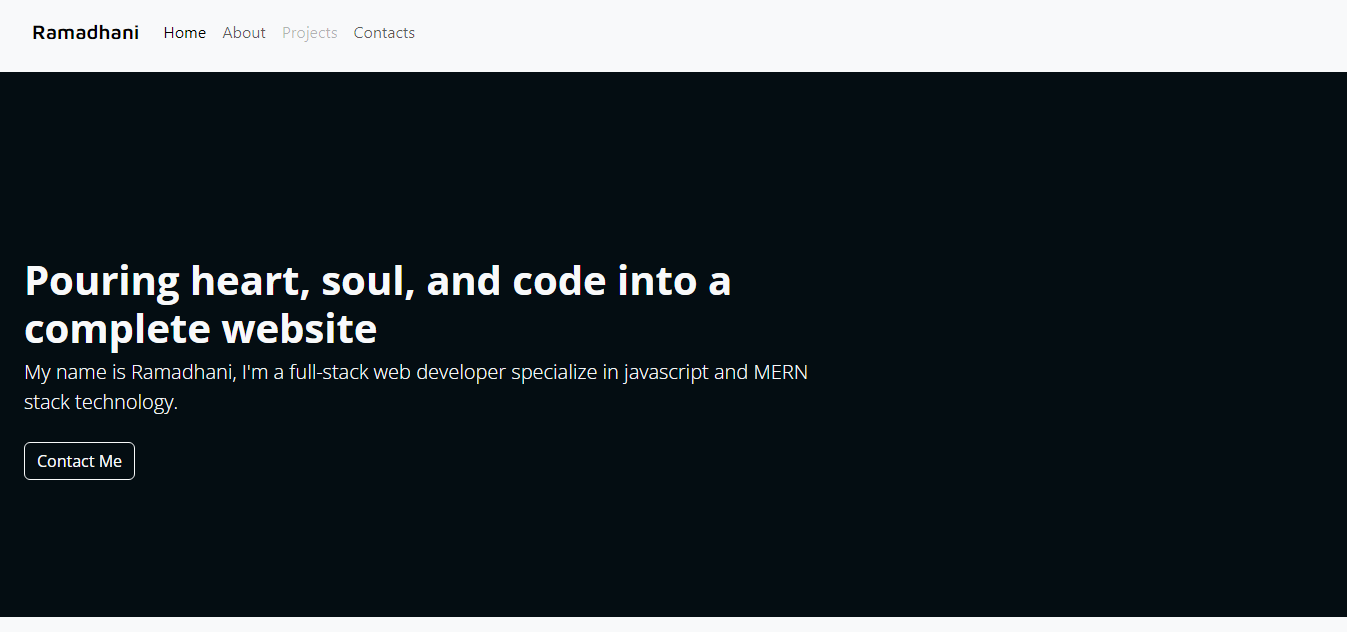 Ramadhani Home About Projects Contacts
Pouring heart, soul, and code into a
complete website
My name is Ramadhani, I'm a full-stack web developer specialize in javascript and MERN
stack technology.
Contact Me